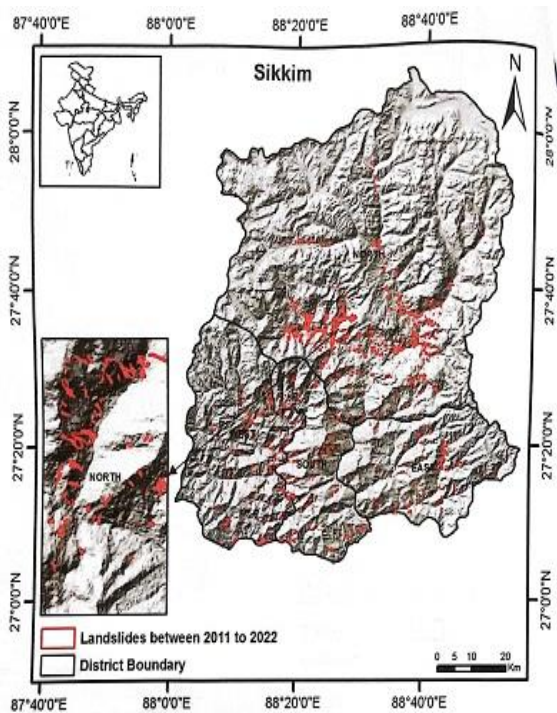 87°40'0"E 88°0'0"E 88°20'0"E 88°40'0"E
Sikkim
N
28°0'0"N 28°0'0"N
NORTH
27°40'0"N 27°40'0"N
27°20'0"N 27°20'0"N
SOUTH
EAST
NORTH
27°0'0"N 27°0'0"N
Landslides between 2011 to 2022
District Boundary
0 5 10 20
Km
87°40'0"E 88°0'0"E 88°20'0"E 88°40'0"E